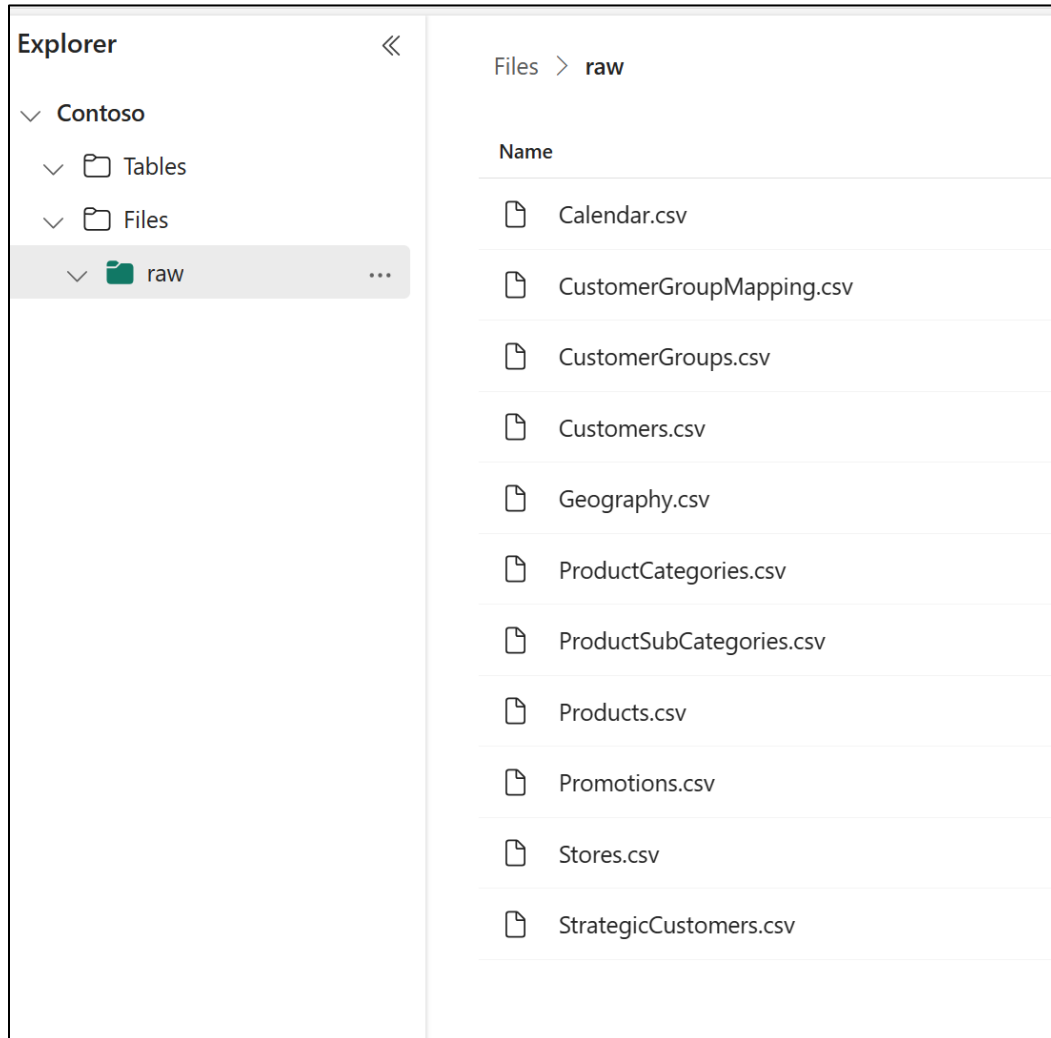 Explorer
Contoso
Tables
Files
raw
Files > raw
Name
Calendar.csv
CustomerGroupMapping.csv
CustomerGroups.csv
Customers.csv
Geography.csv
ProductCategories.csv
ProductSubCategories.csv
Products.csv
Promotions.csv
Stores.csv
StrategicCustomers.csv